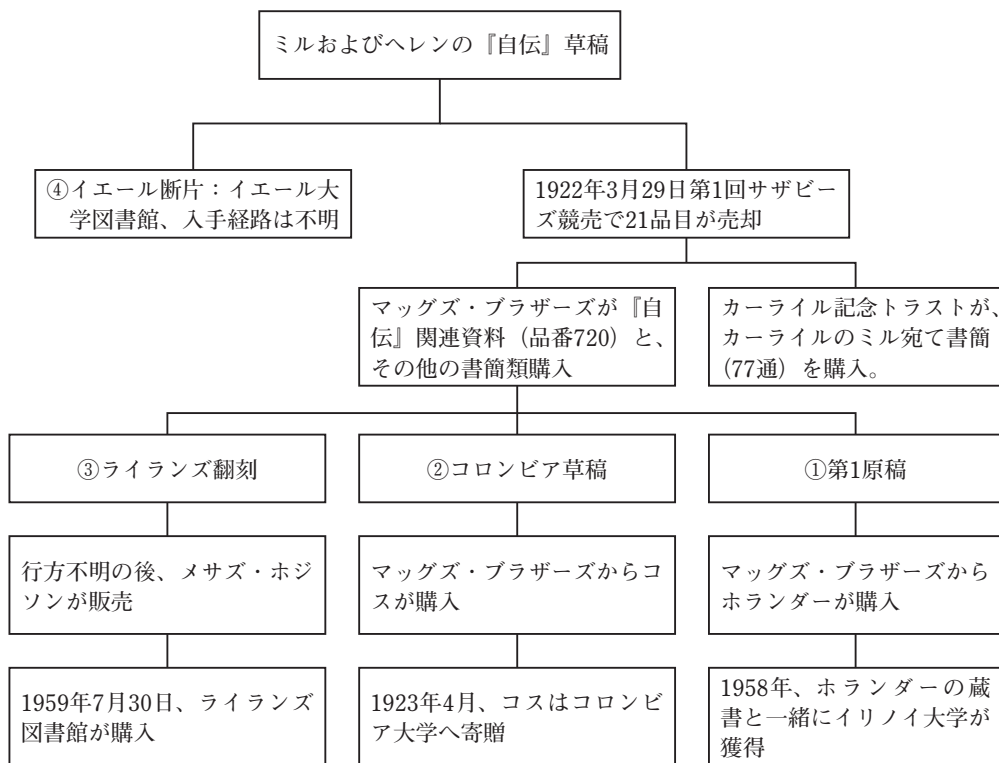 ミルおよびヘレンの『自伝』草稿
④イエール断片：イエール大
学図書館、入手経路は不明
1922年3月29日第1回サザビー
ズ競売で21品目が売却
マッグズ・ブラザーズが『自
伝』関連資料（品番720）と、
その他の書簡類購入
カーライル記念トラストが、
カーライルのミル宛て書簡
（77通）を購入。
③ライランズ翻刻
②コロンビア草稿
①第1原稿
行方不明の後、メサズ・ホジ
ソンが販売
マッグズ・ブラザーズからコ
スが購入
マッグズ・ブラザーズから
ホランダーが購入
1959年7月30日、ライランズ
図書館が購入
1923年4月、コスはコロンビ
ア大学へ寄贈
1958年、ホランダーの蔵
書と一緒にイリノイ大学が
獲得